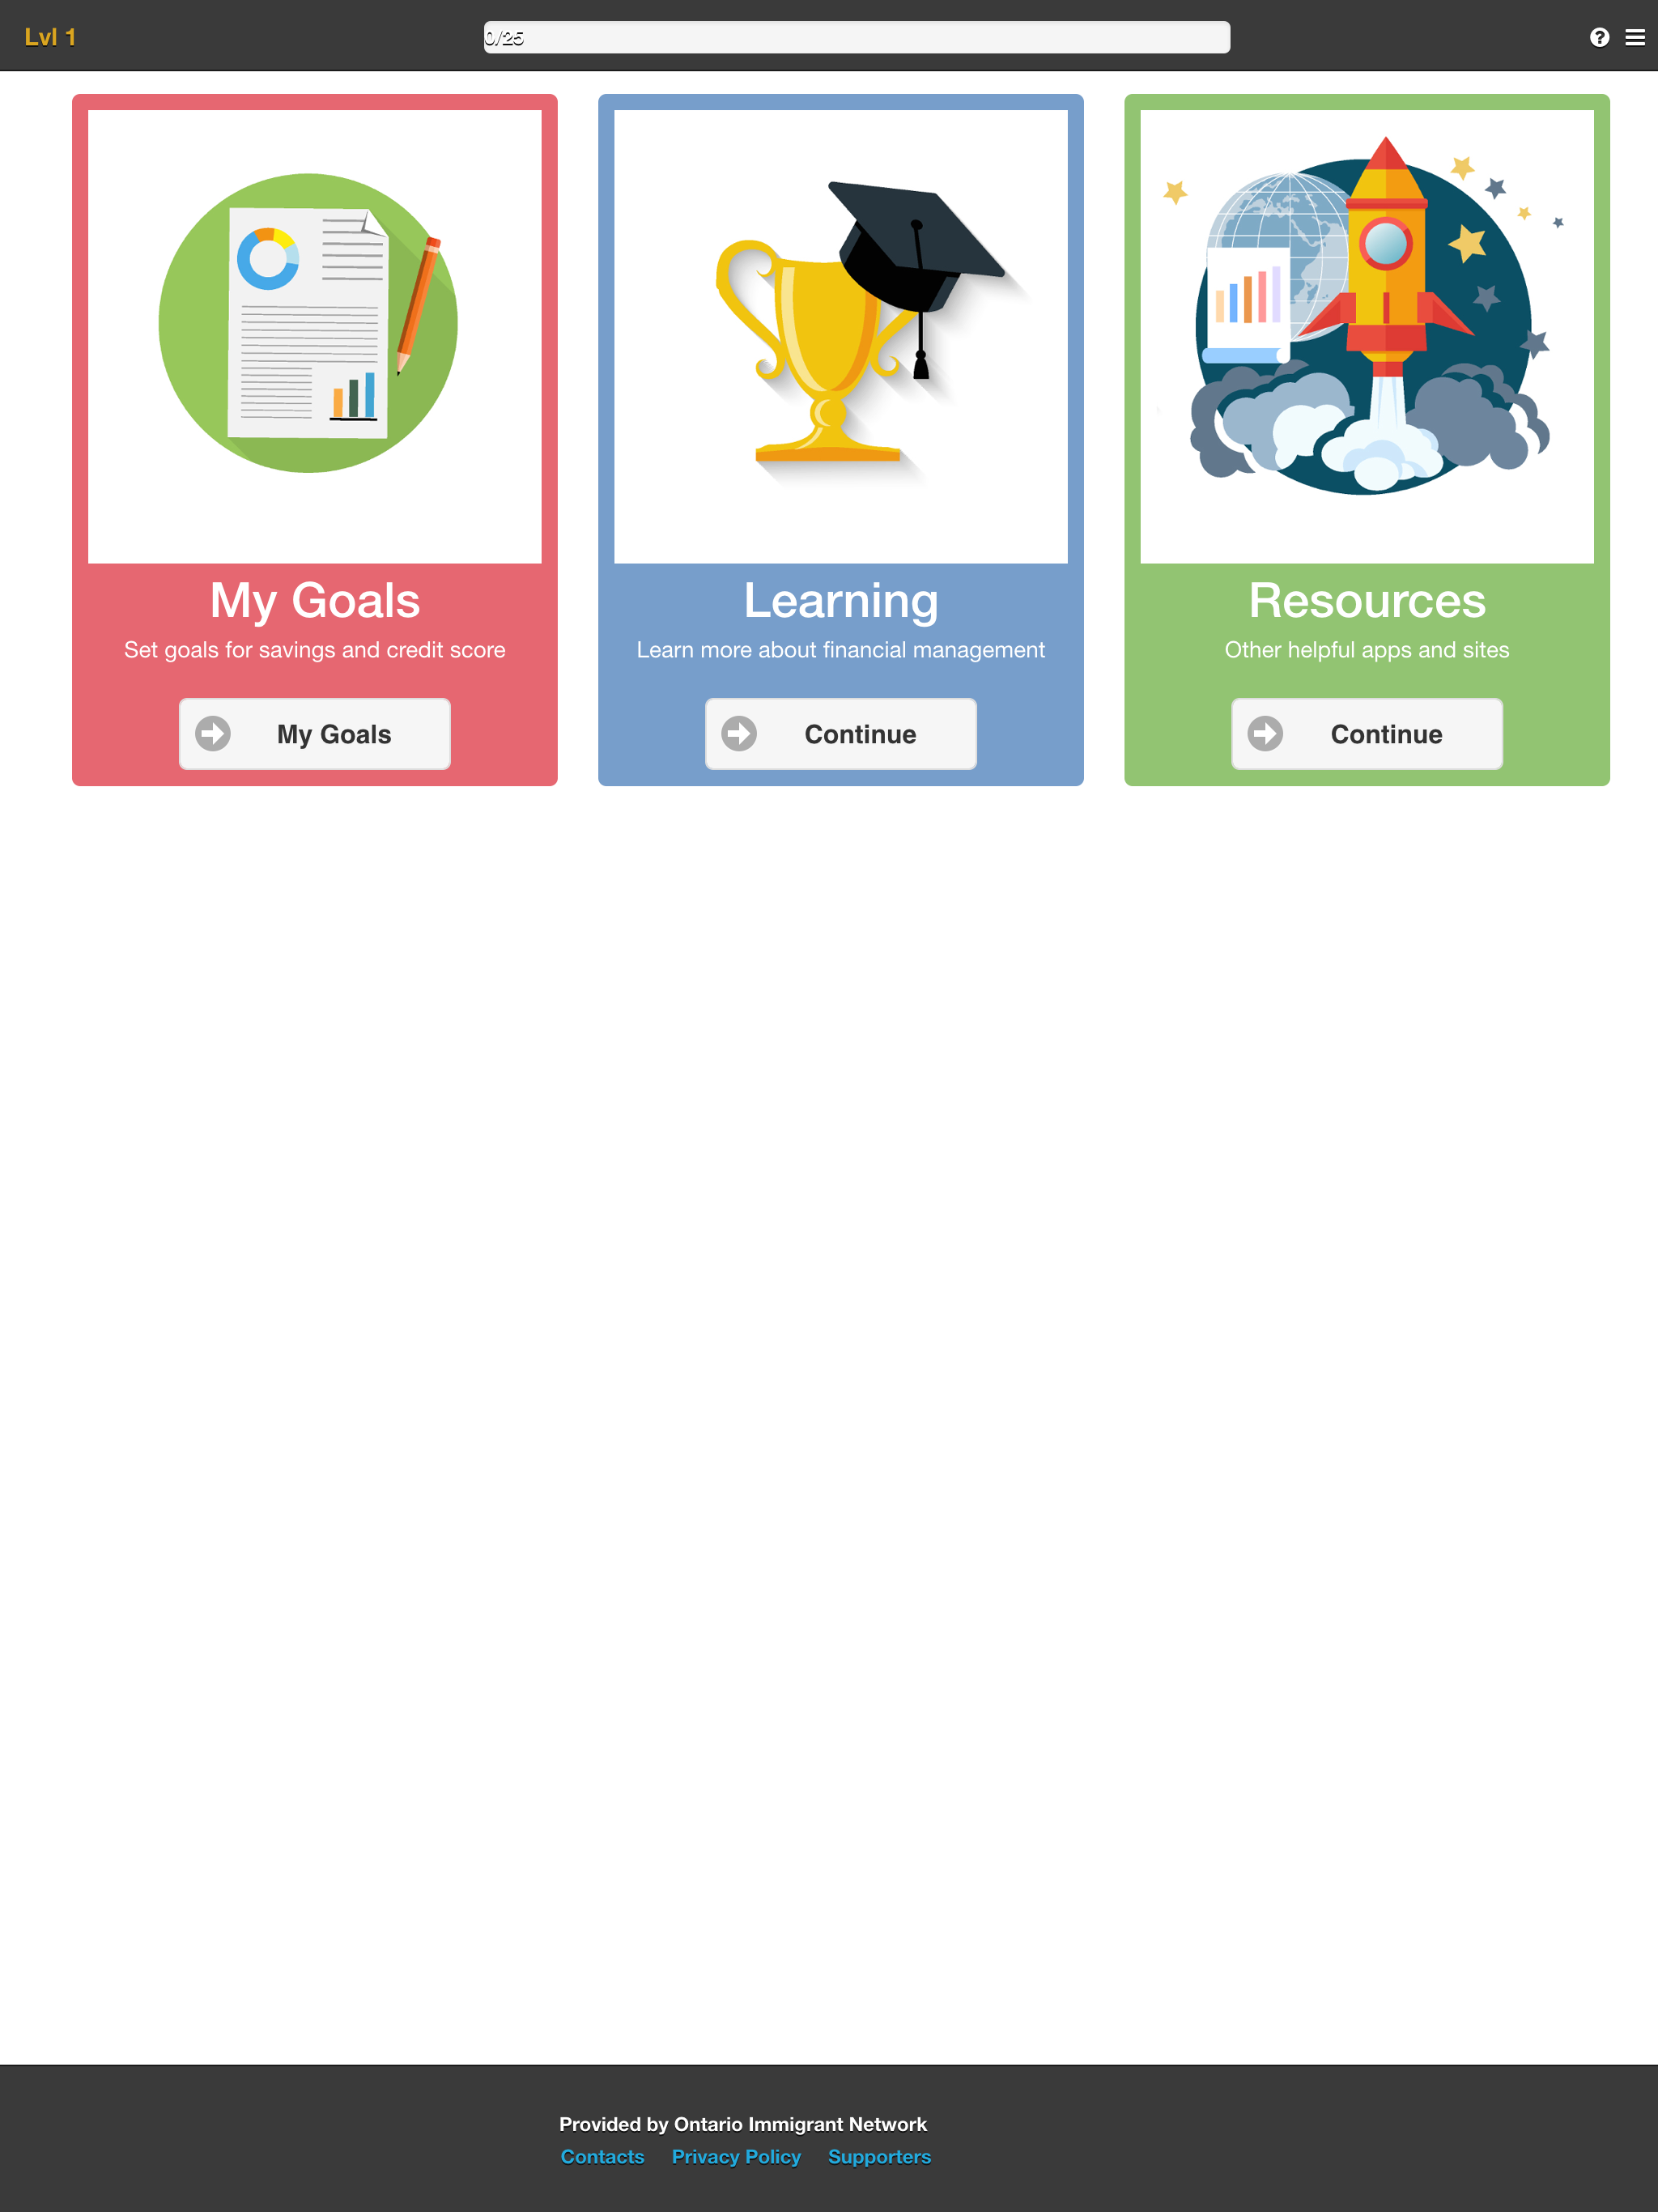 Lvl 1
0/25
My Goals
Set goals for savings and credit score
My Goals
Learning
Learn more about financial management
Continue
Resources
Other helpful apps and sites
Continue
Provided by Ontario Immigrant Network
Contacts Privacy Policy Supporters